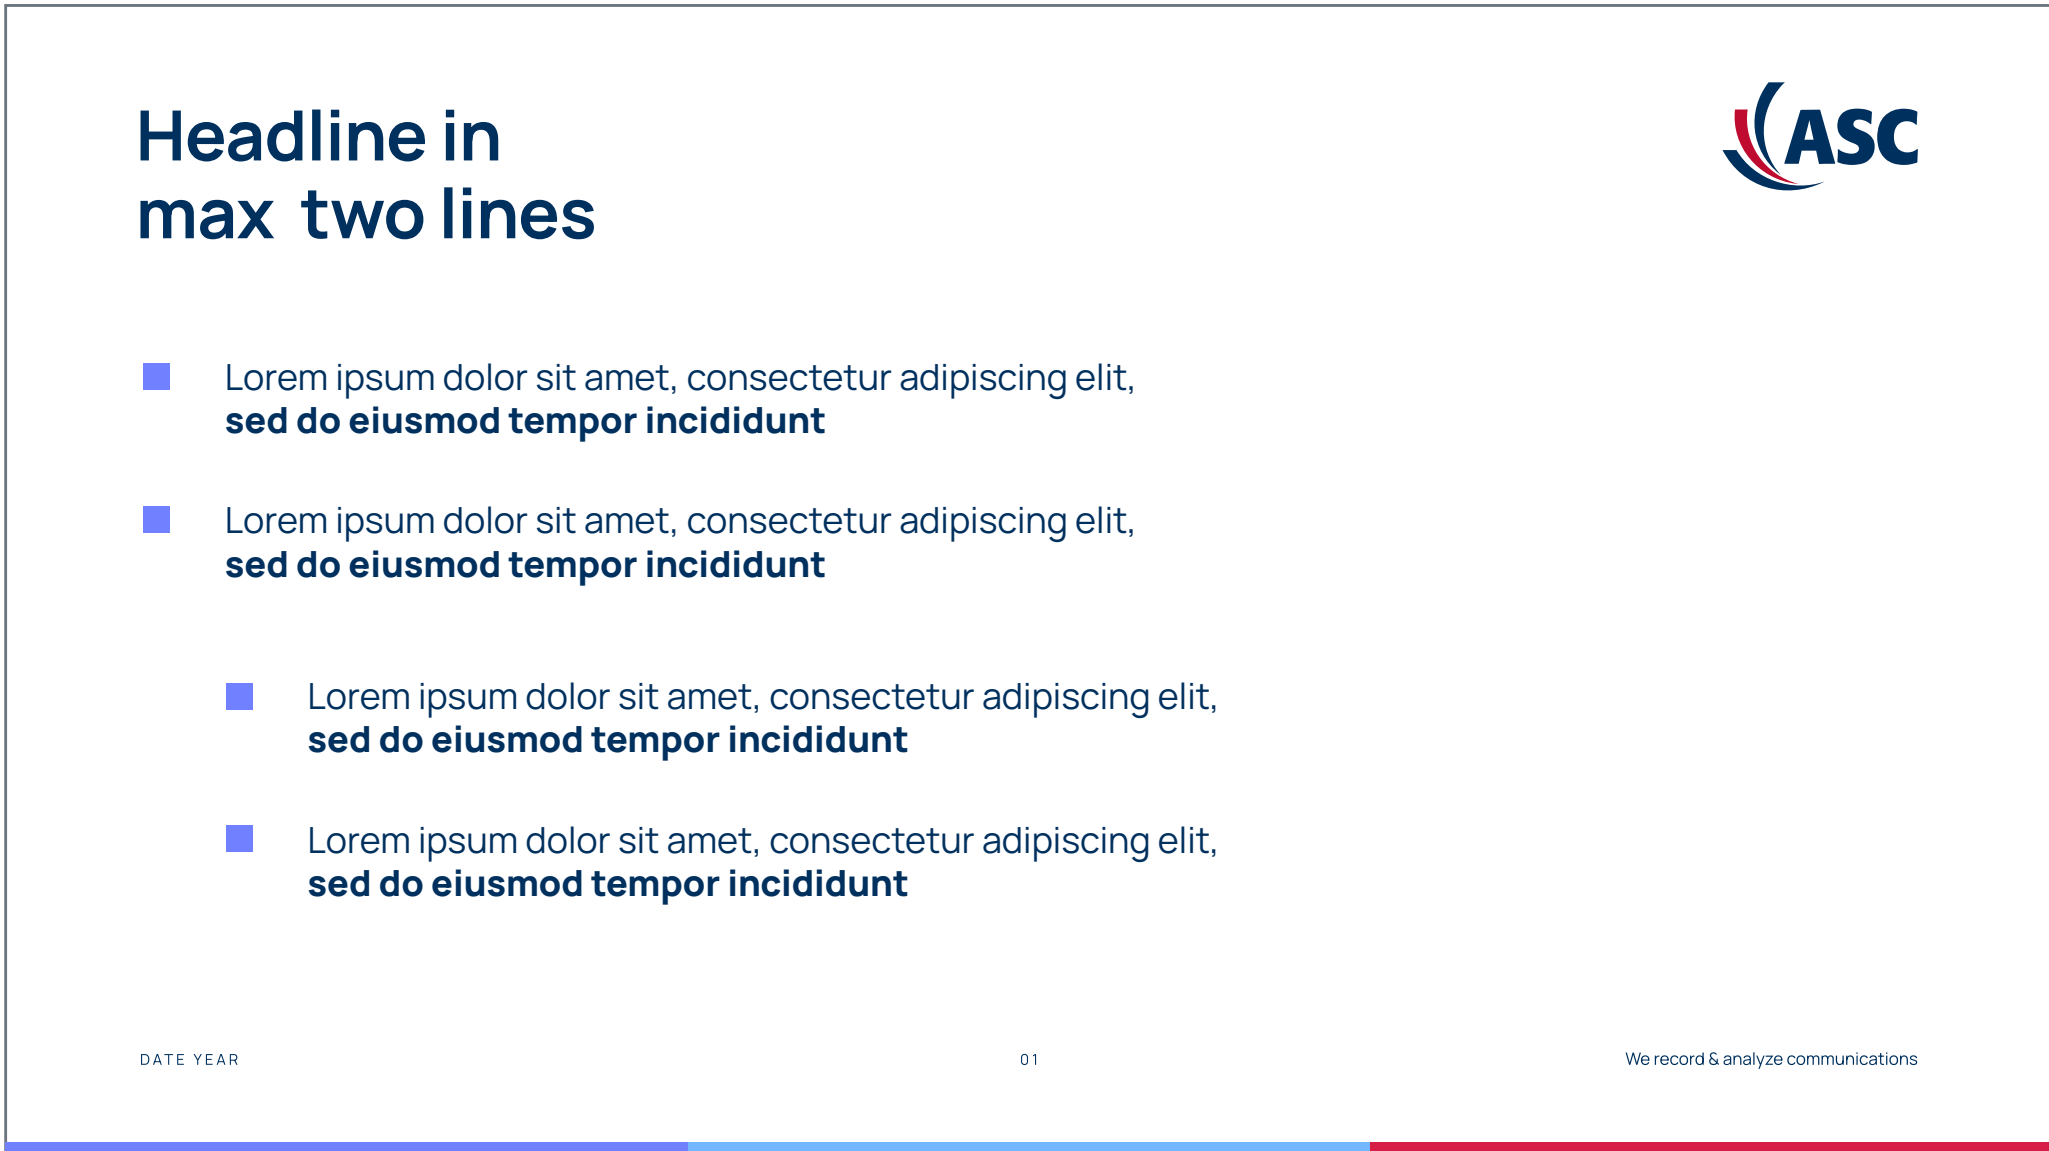 Headline in
max  two lines
ASC
Lorem ipsum dolor sit amet, consectetur adipiscing elit,
sed do eiusmod tempor incididunt
Lorem ipsum dolor sit amet, consectetur adipiscing elit,
sed do eiusmod tempor incididunt
Lorem ipsum dolor sit amet, consectetur adipiscing elit,
sed do eiusmod tempor incididunt
Lorem ipsum dolor sit amet, consectetur adipiscing elit,
sed do eiusmod tempor incididunt
DATE YEAR
01
We record & analyze communications